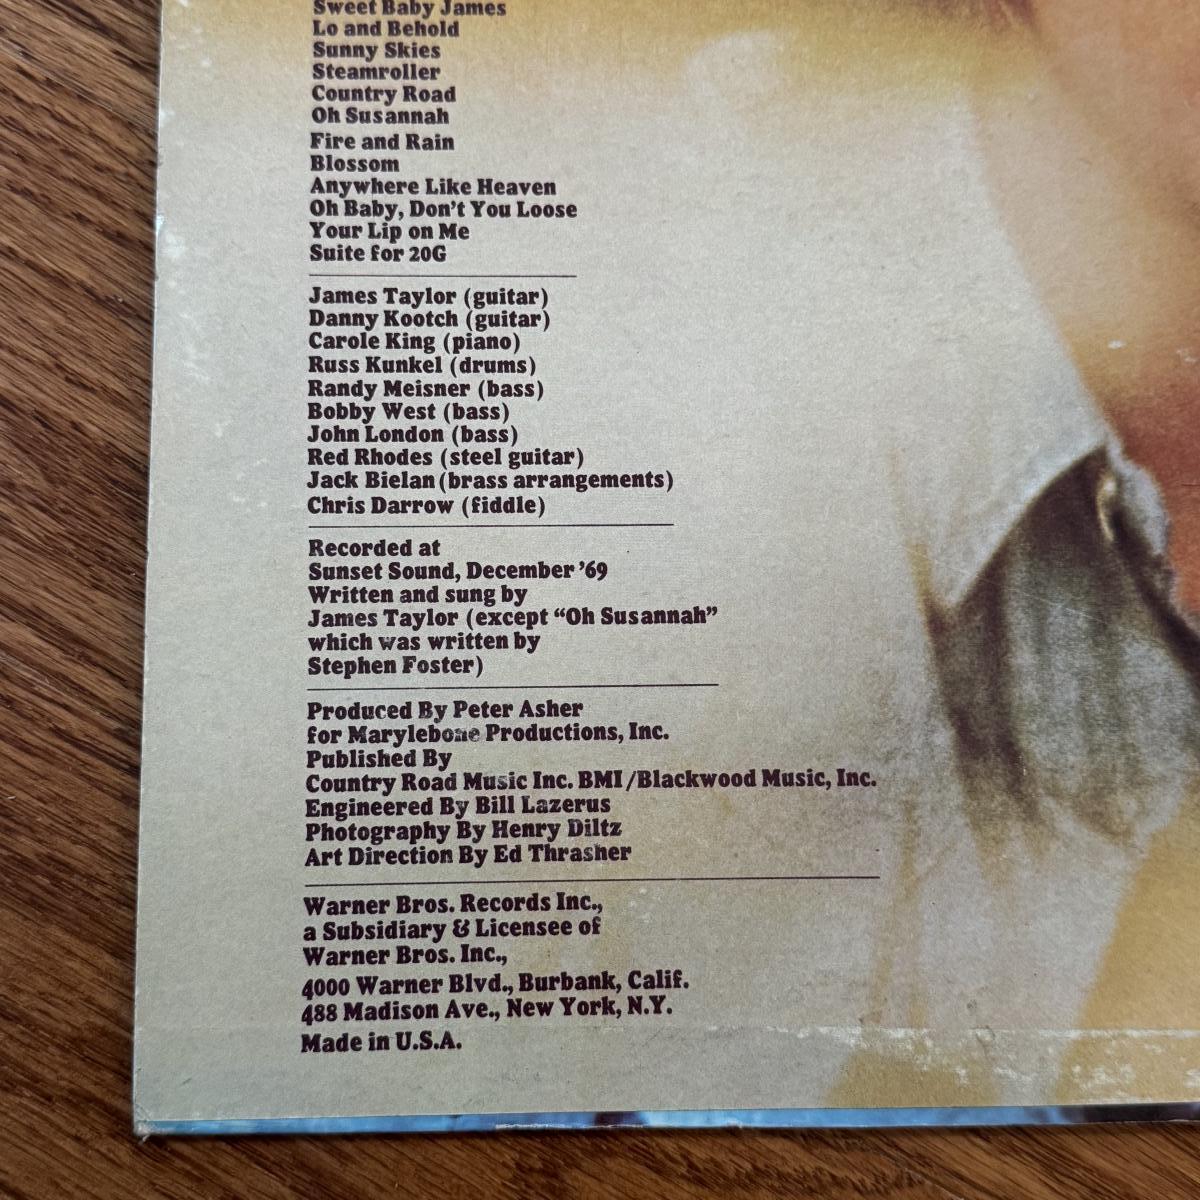 Sweet Baby James
Lo and Behold
Sunny Skies
Steamroller
Country Road
Oh Susannah
Fire and Rain
Blossom
Anywhere Like Heaven
Oh Baby, Don't You Loose
Your Lip on Me
Suite for 20G
James Taylor (guitar)
Danny Kootch (guitar)
Carole King (piano)
Russ Kunkel (drums)
Randy Meisner (bass)
Bobby West (bass)
John London (bass)
Red Rhodes (steel guitar)
Jack Bielan (brass arrangements)
Chris Darrow (fiddle)
Recorded at
Sunset Sound, December '69
Written and sung by
James Taylor (except “Oh Susannah”
which was written by
Stephen Foster)
Produced By Peter Asher
for Marylebone Productions, Inc.
Published By
Country Road Music Inc. BMI/Blackwood Music, Inc.
Engineered By Bill Lazerus
Photography By Henry Diltz
Art Direction By Ed Thrasher
Warner Bros. Records Inc.,
a Subsidiary & Licensee of
Warner Bros. Inc.,
4000 Warner Blvd., Burbank, Calif.
488 Madison Ave., New York, N.Y.
Made in U.S.A.